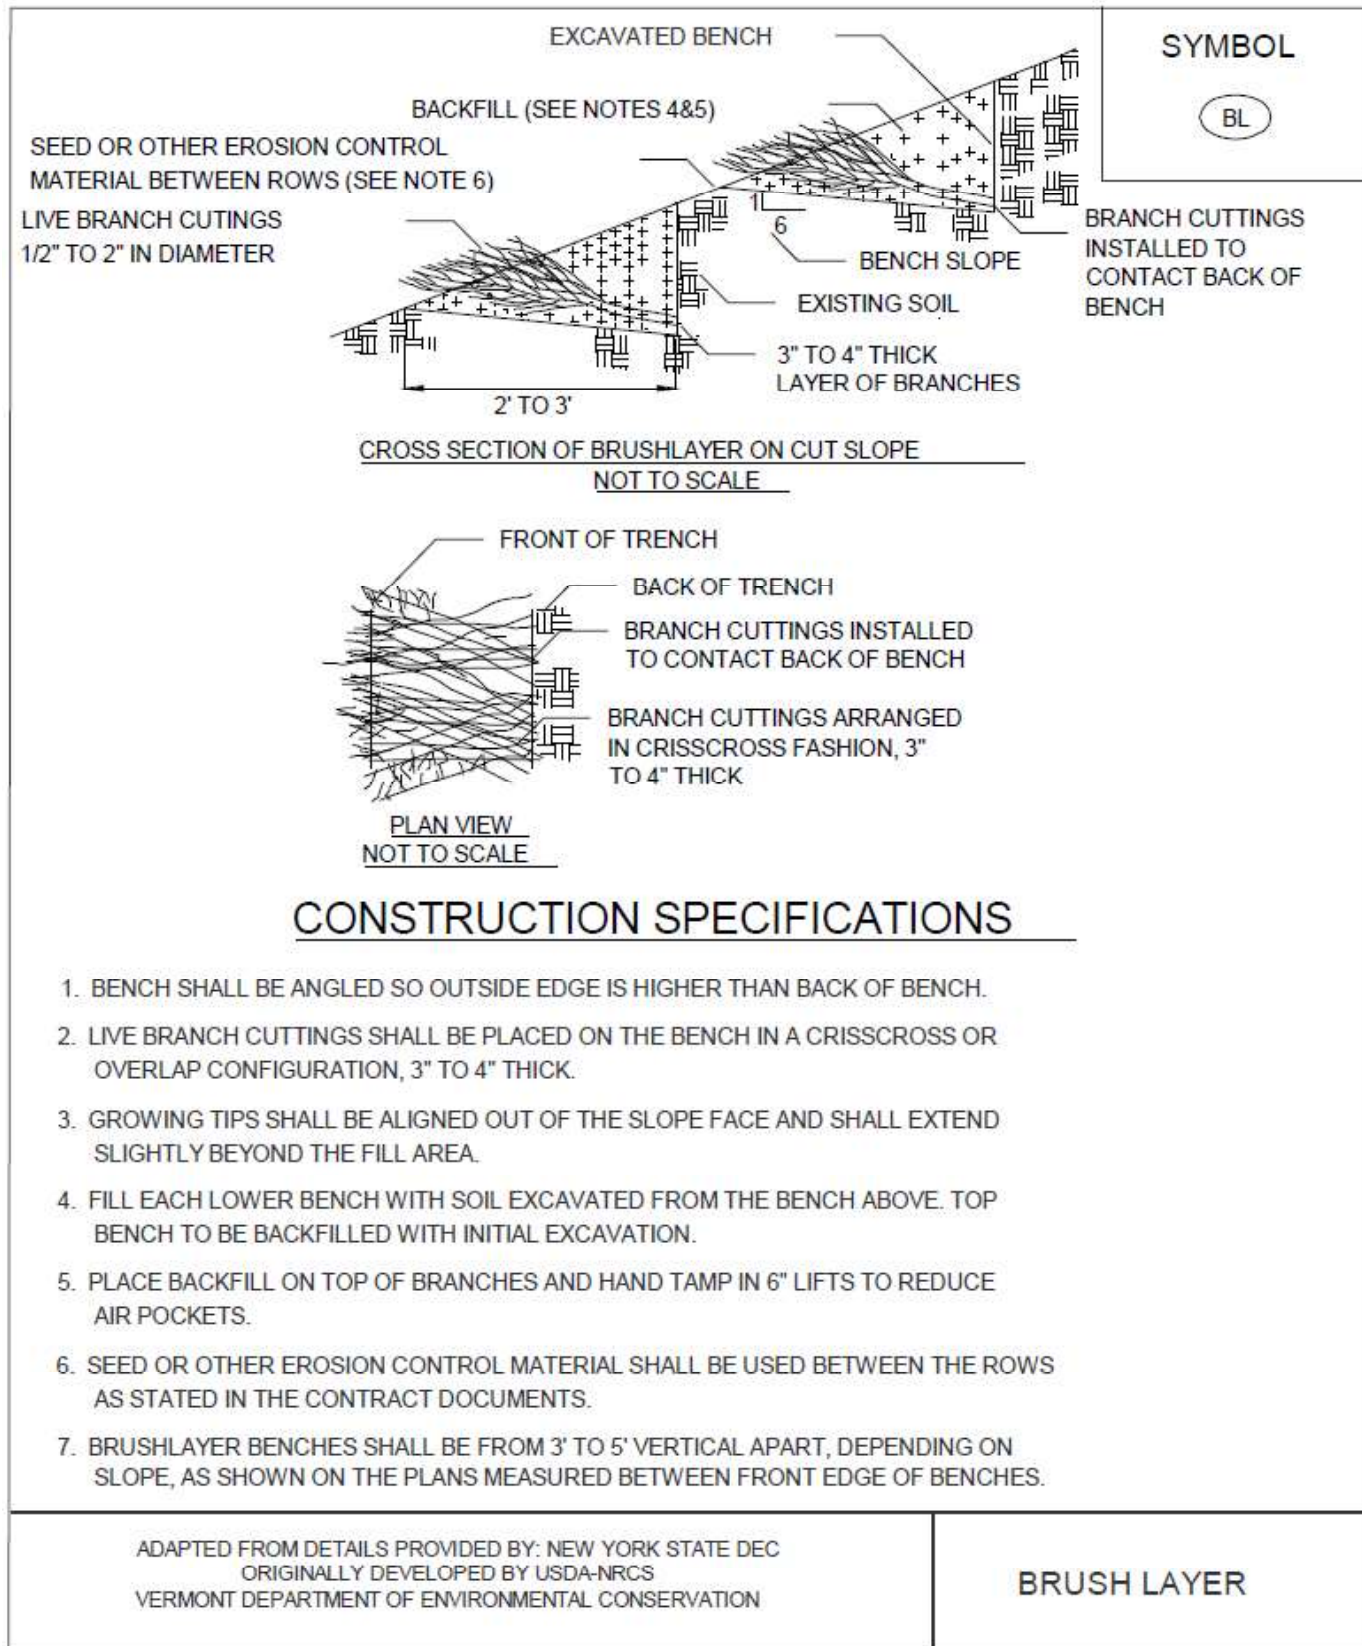 EXCAVATED BENCH
SYMBOL
BL
BACKFILL (SEE NOTES 4&5)
SEED OR OTHER EROSION CONTROL
MATERIAL BETWEEN ROWS (SEE NOTE 6)
LIVE BRANCH CUTINGS
1/2" TO 2" IN DIAMETER
1
6
BENCH SLOPE
BRANCH CUTTINGS
INSTALLED TO
CONTACT BACK OF
BENCH
EXISTING SOIL
3" TO 4" THICK
LAYER OF BRANCHES
2' TO 3'
CROSS SECTION OF BRUSHLAYER ON CUT SLOPE
NOT TO SCALE
FRONT OF TRENCH
BACK OF TRENCH
BRANCH CUTTINGS INSTALLED
TO CONTACT BACK OF BENCH
BRANCH CUTTINGS ARRANGED
IN CRISSCROSS FASHION, 3"
TO 4" THICK
PLAN VIEW
NOT TO SCALE
CONSTRUCTION SPECIFICATIONS
1. BENCH SHALL BE ANGLED SO OUTSIDE EDGE IS HIGHER THAN BACK OF BENCH.
2. LIVE BRANCH CUTTINGS SHALL BE PLACED ON THE BENCH IN A CRISSCROSS OR
OVERLAP CONFIGURATION, 3" TO 4" THICK.
3. GROWING TIPS SHALL BE ALIGNED OUT OF THE SLOPE FACE AND SHALL EXTEND
SLIGHTLY BEYOND THE FILL AREA.
4. FILL EACH LOWER BENCH WITH SOIL EXCAVATED FROM THE BENCH ABOVE. TOP
BENCH TO BE BACKFILLED WITH INITIAL EXCAVATION.
5. PLACE BACKFILL ON TOP OF BRANCHES AND HAND TAMP IN 6" LIFTS TO REDUCE
AIR POCKETS.
6. SEED OR OTHER EROSION CONTROL MATERIAL SHALL BE USED BETWEEN THE ROWS
AS STATED IN THE CONTRACT DOCUMENTS.
7. BRUSHLAYER BENCHES SHALL BE FROM 3' TO 5' VERTICAL APART, DEPENDING ON
SLOPE, AS SHOWN ON THE PLANS MEASURED BETWEEN FRONT EDGE OF BENCHES.
ADAPTED FROM DETAILS PROVIDED BY: NEW YORK STATE DEC
ORIGINALLY DEVELOPED BY USDA-NRCS
VERMONT DEPARTMENT OF ENVIRONMENTAL CONSERVATION
BRUSH LAYER